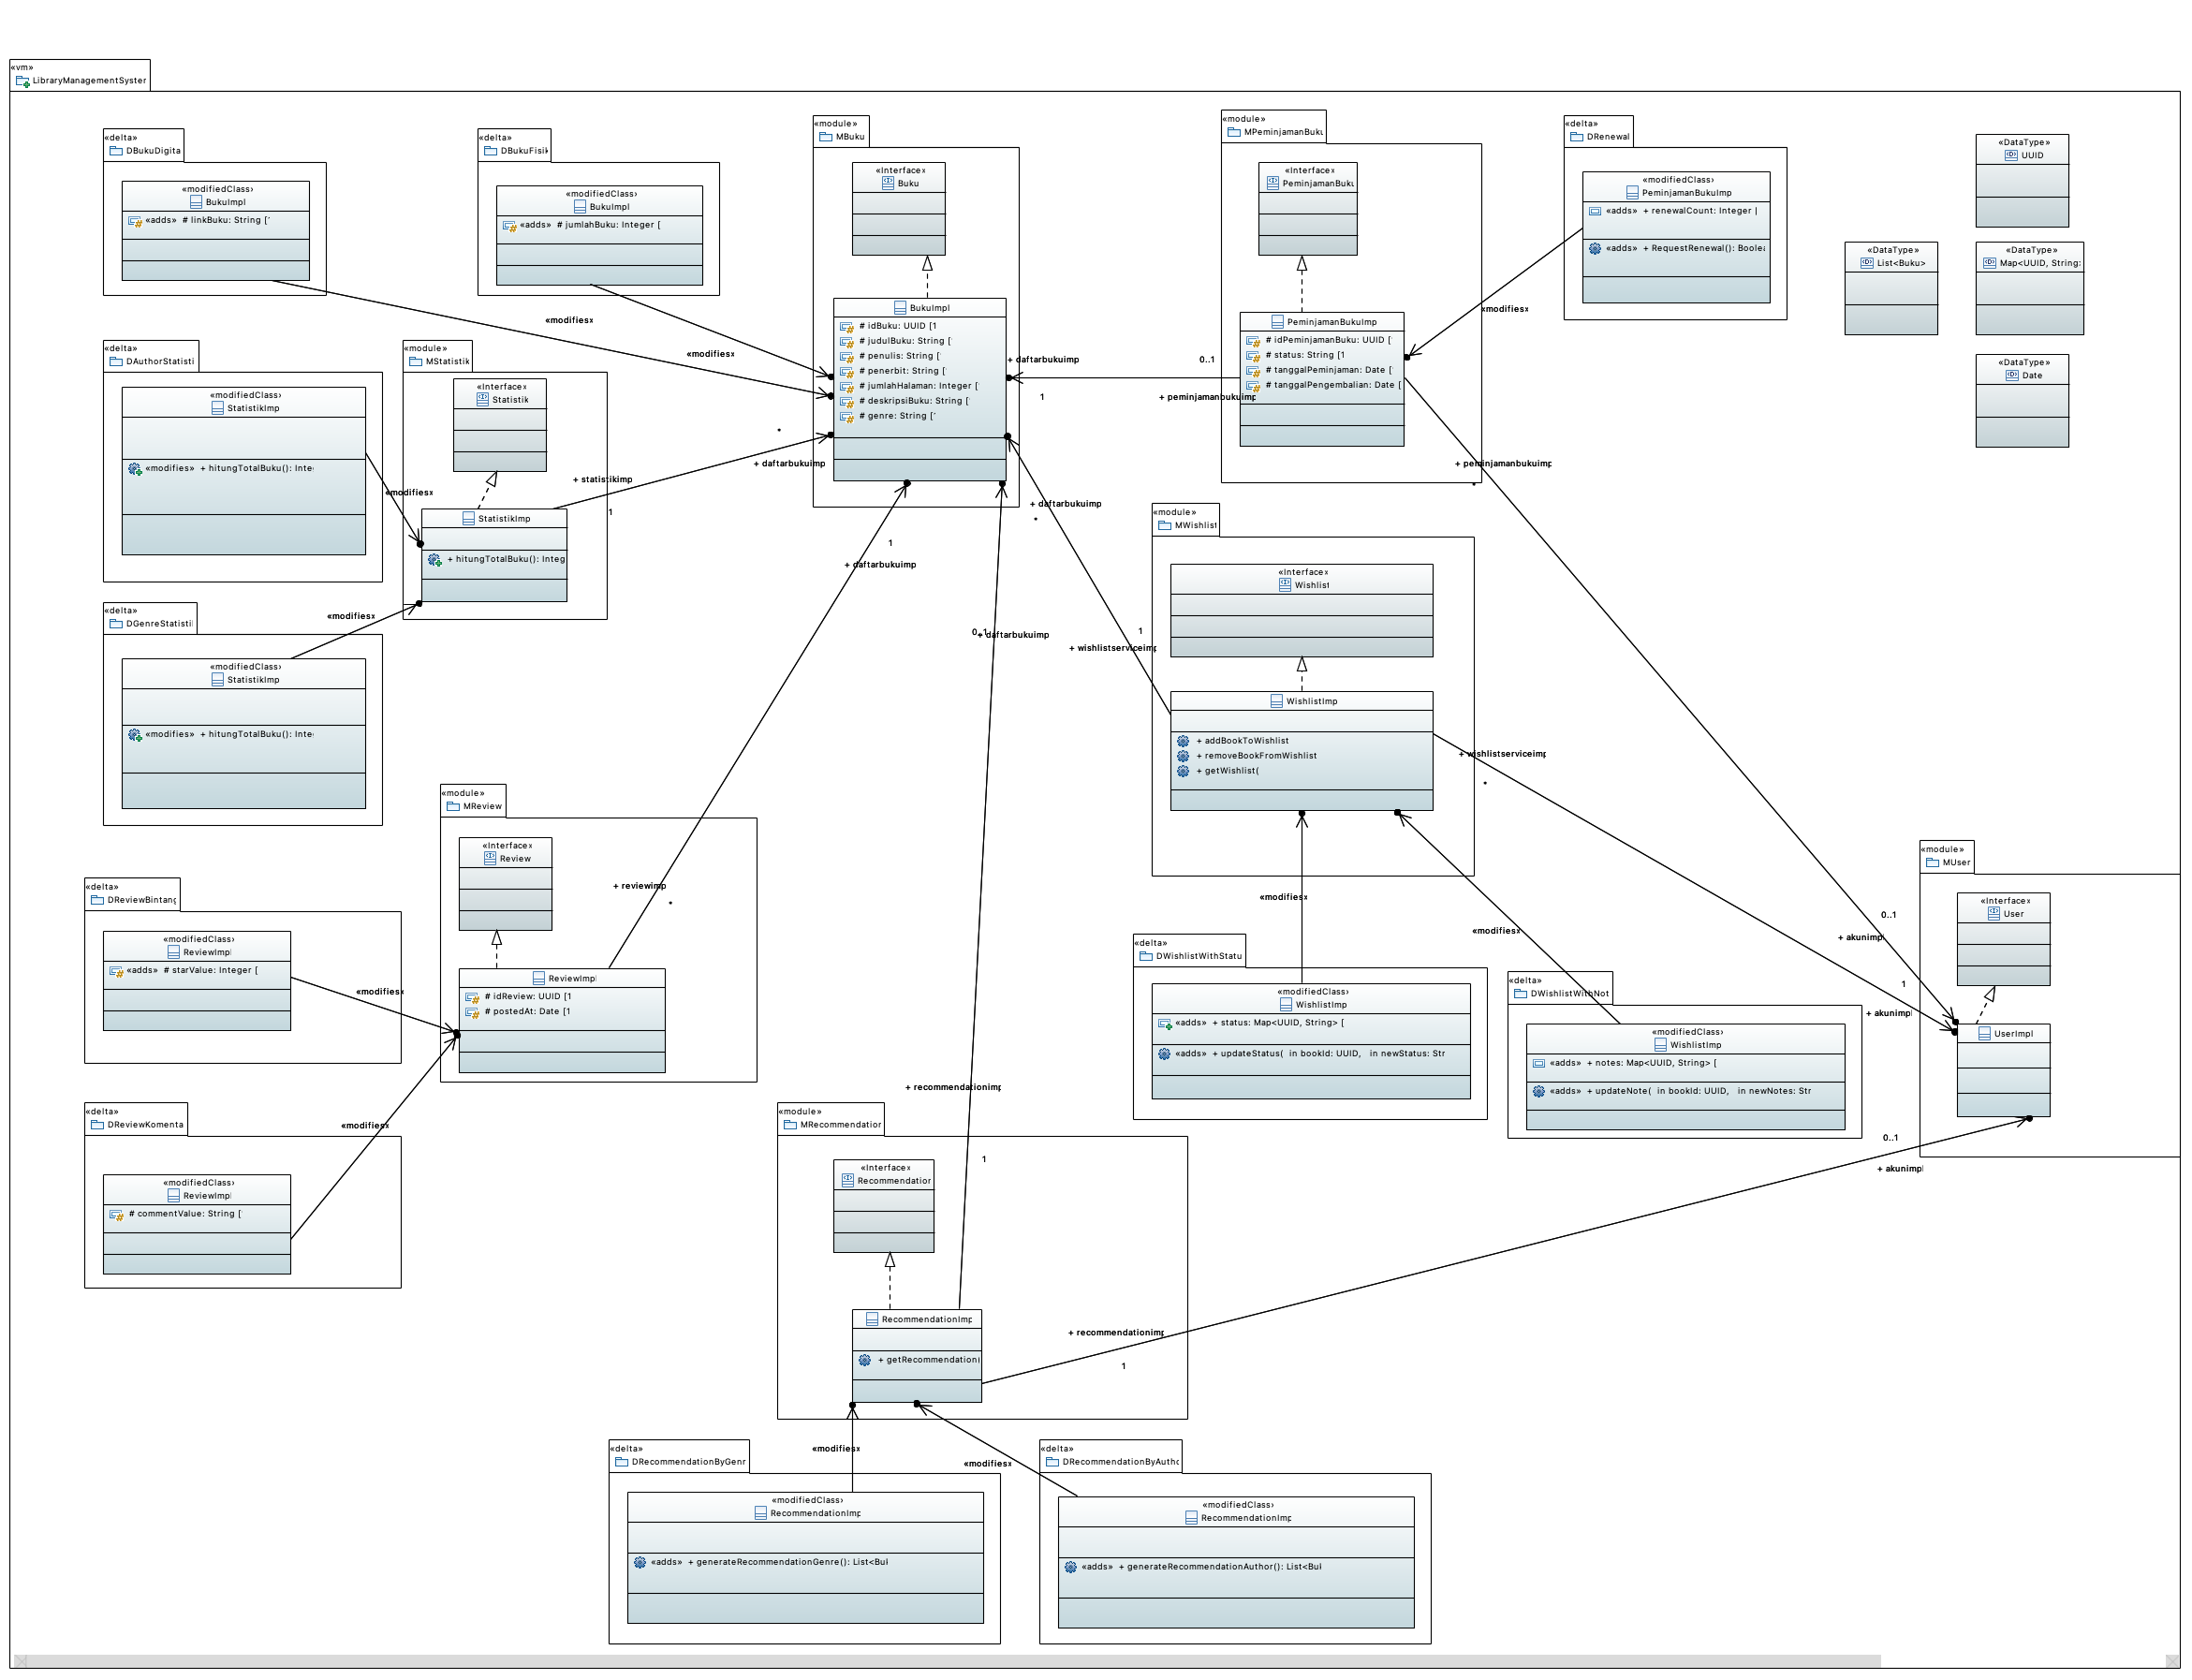 «vm»
LibraryManagementSyster
«delta»
DBukuDigita
«modifiedClass›
BukuImpl
«adds» # linkBuku: String [
«delta»
DBukuFisik
«modifiedClass›
BukuImpl
«adds» # jumlahBuku: Integer [
«module»
MBuku
«Interface›
Buku
BukuImpl
# idBuku: UUID [1
# judulBuku: String [
# penulis: String [
# penerbit: String [
# jumlahHalaman: Integer [
# deskripsiBuku: String [
# genre: String [
«module»
MPeminjamanBuku
«Interface›
PeminjamanBuku
PeminjamanBukuImp
# idPeminjamanBuku: UUID [
# status: String [1
# tanggalPeminjaman: Date [
# tanggalPengembalian: Date [
«delta»
DRenewal
«modifiedClass›
PeminjamanBukuImp
«adds» + renewalCount: Integer [
«adds» + RequestRenewal(): Boolea
«DataType»
UUID
«DataType»
List<Buku>
«DataType»
Map<UUID, String>
«DataType»
Date
«modifies»
«modifies»
«modifies»
+ daftarbukuimp
0..1
1
+ peminjamanbukuimp
«delta»
DAuthorStatisti
«modifiedClass›
StatistikImp
«modifies» + hitungTotalBuku(): Inte
«module»
MStatistik
«Interface›
Statistik
StatistikImp
+ hitungTotalBuku(): Integ
«modifies»
*
+ daftarbukuimp
+ statistikimp
1
+ peminjamanbukuimp
*
+ daftarbukuimp
*
1
+ daftarbukuimp
«delta»
DGenreStatisti
«modifiedClass›
StatistikImp
«modifies» + hitungTotalBuku(): Inte
«modifies»
0..1
+ daftarbukuimp
1
+ wishlistserviceimp
«module»
MWishlist
«Interface›
Wishlist
WishlistImp
+ addBookToWishlist
+ removeBookFromWishlist
+ getWishlist(
+ wishlistserviceimp
*
«module»
MReview
«Interface›
Review
ReviewImpl
# idReview: UUID [1
# postedAt: Date [1
+ reviewimp
*
«delta»
DReviewBintang
«modifiedClass›
ReviewImpl
«adds» # starValue: Integer [
«modifies»
«delta»
DReviewKomenta
«modifiedClass›
ReviewImpl
# commentValue: String [
«modifies»
«modifies»
«modifies»
«delta»
DWishlistWithStatu
«modifiedClass›
WishlistImp
«adds» + status: Map<UUID, String> [
«adds» + updateStatus( in bookId: UUID, in newStatus: Str
«delta»
DWishlistWithNot
«modifiedClass›
WishlistImp
«adds» + notes: Map<UUID, String> [
«adds» + updateNote( in bookId: UUID, in newNotes: Str
«module»
MUser
«Interface›
User
UserImpl
0..1
+ akunimpl
1
+ akunimpl
0..1
+ akunimpl
+ recommendationimp
1
«module»
MRecommendation
«Interface›
Recommendation
RecommendationImp
+ getRecommendation(
+ recommendationimp
1
«modifies»
«modifies»
«delta»
DRecommendationByGenr
«modifiedClass›
RecommendationImp
«adds» + generateRecommendationGenre(): List<Bul
«delta»
DRecommendationByAutho
«modifiedClass›
RecommendationImp
«adds» + generateRecommendationAuthor(): List<Bul